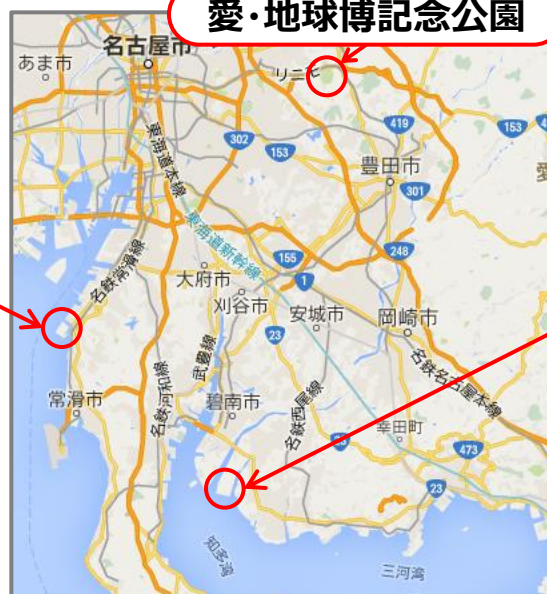 愛・地球博記念公園
名古屋市
あま市
リニモ
419
153
302
153
東海道本線
豊田市
301
東海道新幹線
248
155
名鉄常滑線
大府市
1
刈谷市
安城市
岡崎市
23
武豊線
名鉄河和線
名鉄名古屋本線
常滑市
碧南市
名鉄西尾線
幸田町
473
23
23
知多湾
三河湾